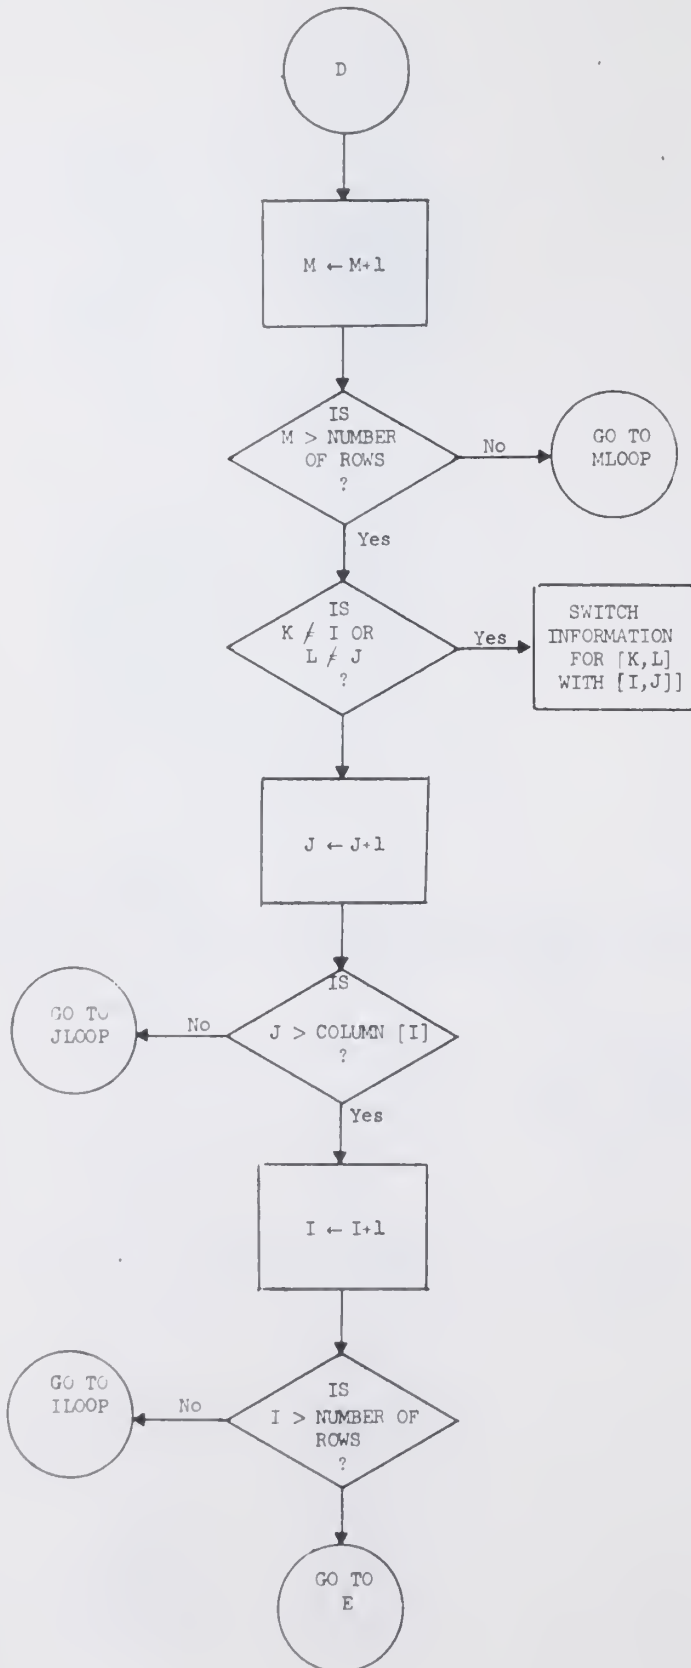 D
M ← M+1
IS
M > NUMBER
OF ROWS
?
No
GO TO
MLOOP
Yes
IS
K ≠ I OR
L ≠ J
?
Yes
SWITCH
INFORMATION
FOR [K,L]
WITH [I,J]]
J ← J+1
IS
J > COLUMN [I]
?
No
GO TO
JLOOP
Yes
I ← I+1
IS
I > NUMBER OF
ROWS
?
No
GO TO
ILOOP
GO TO
E